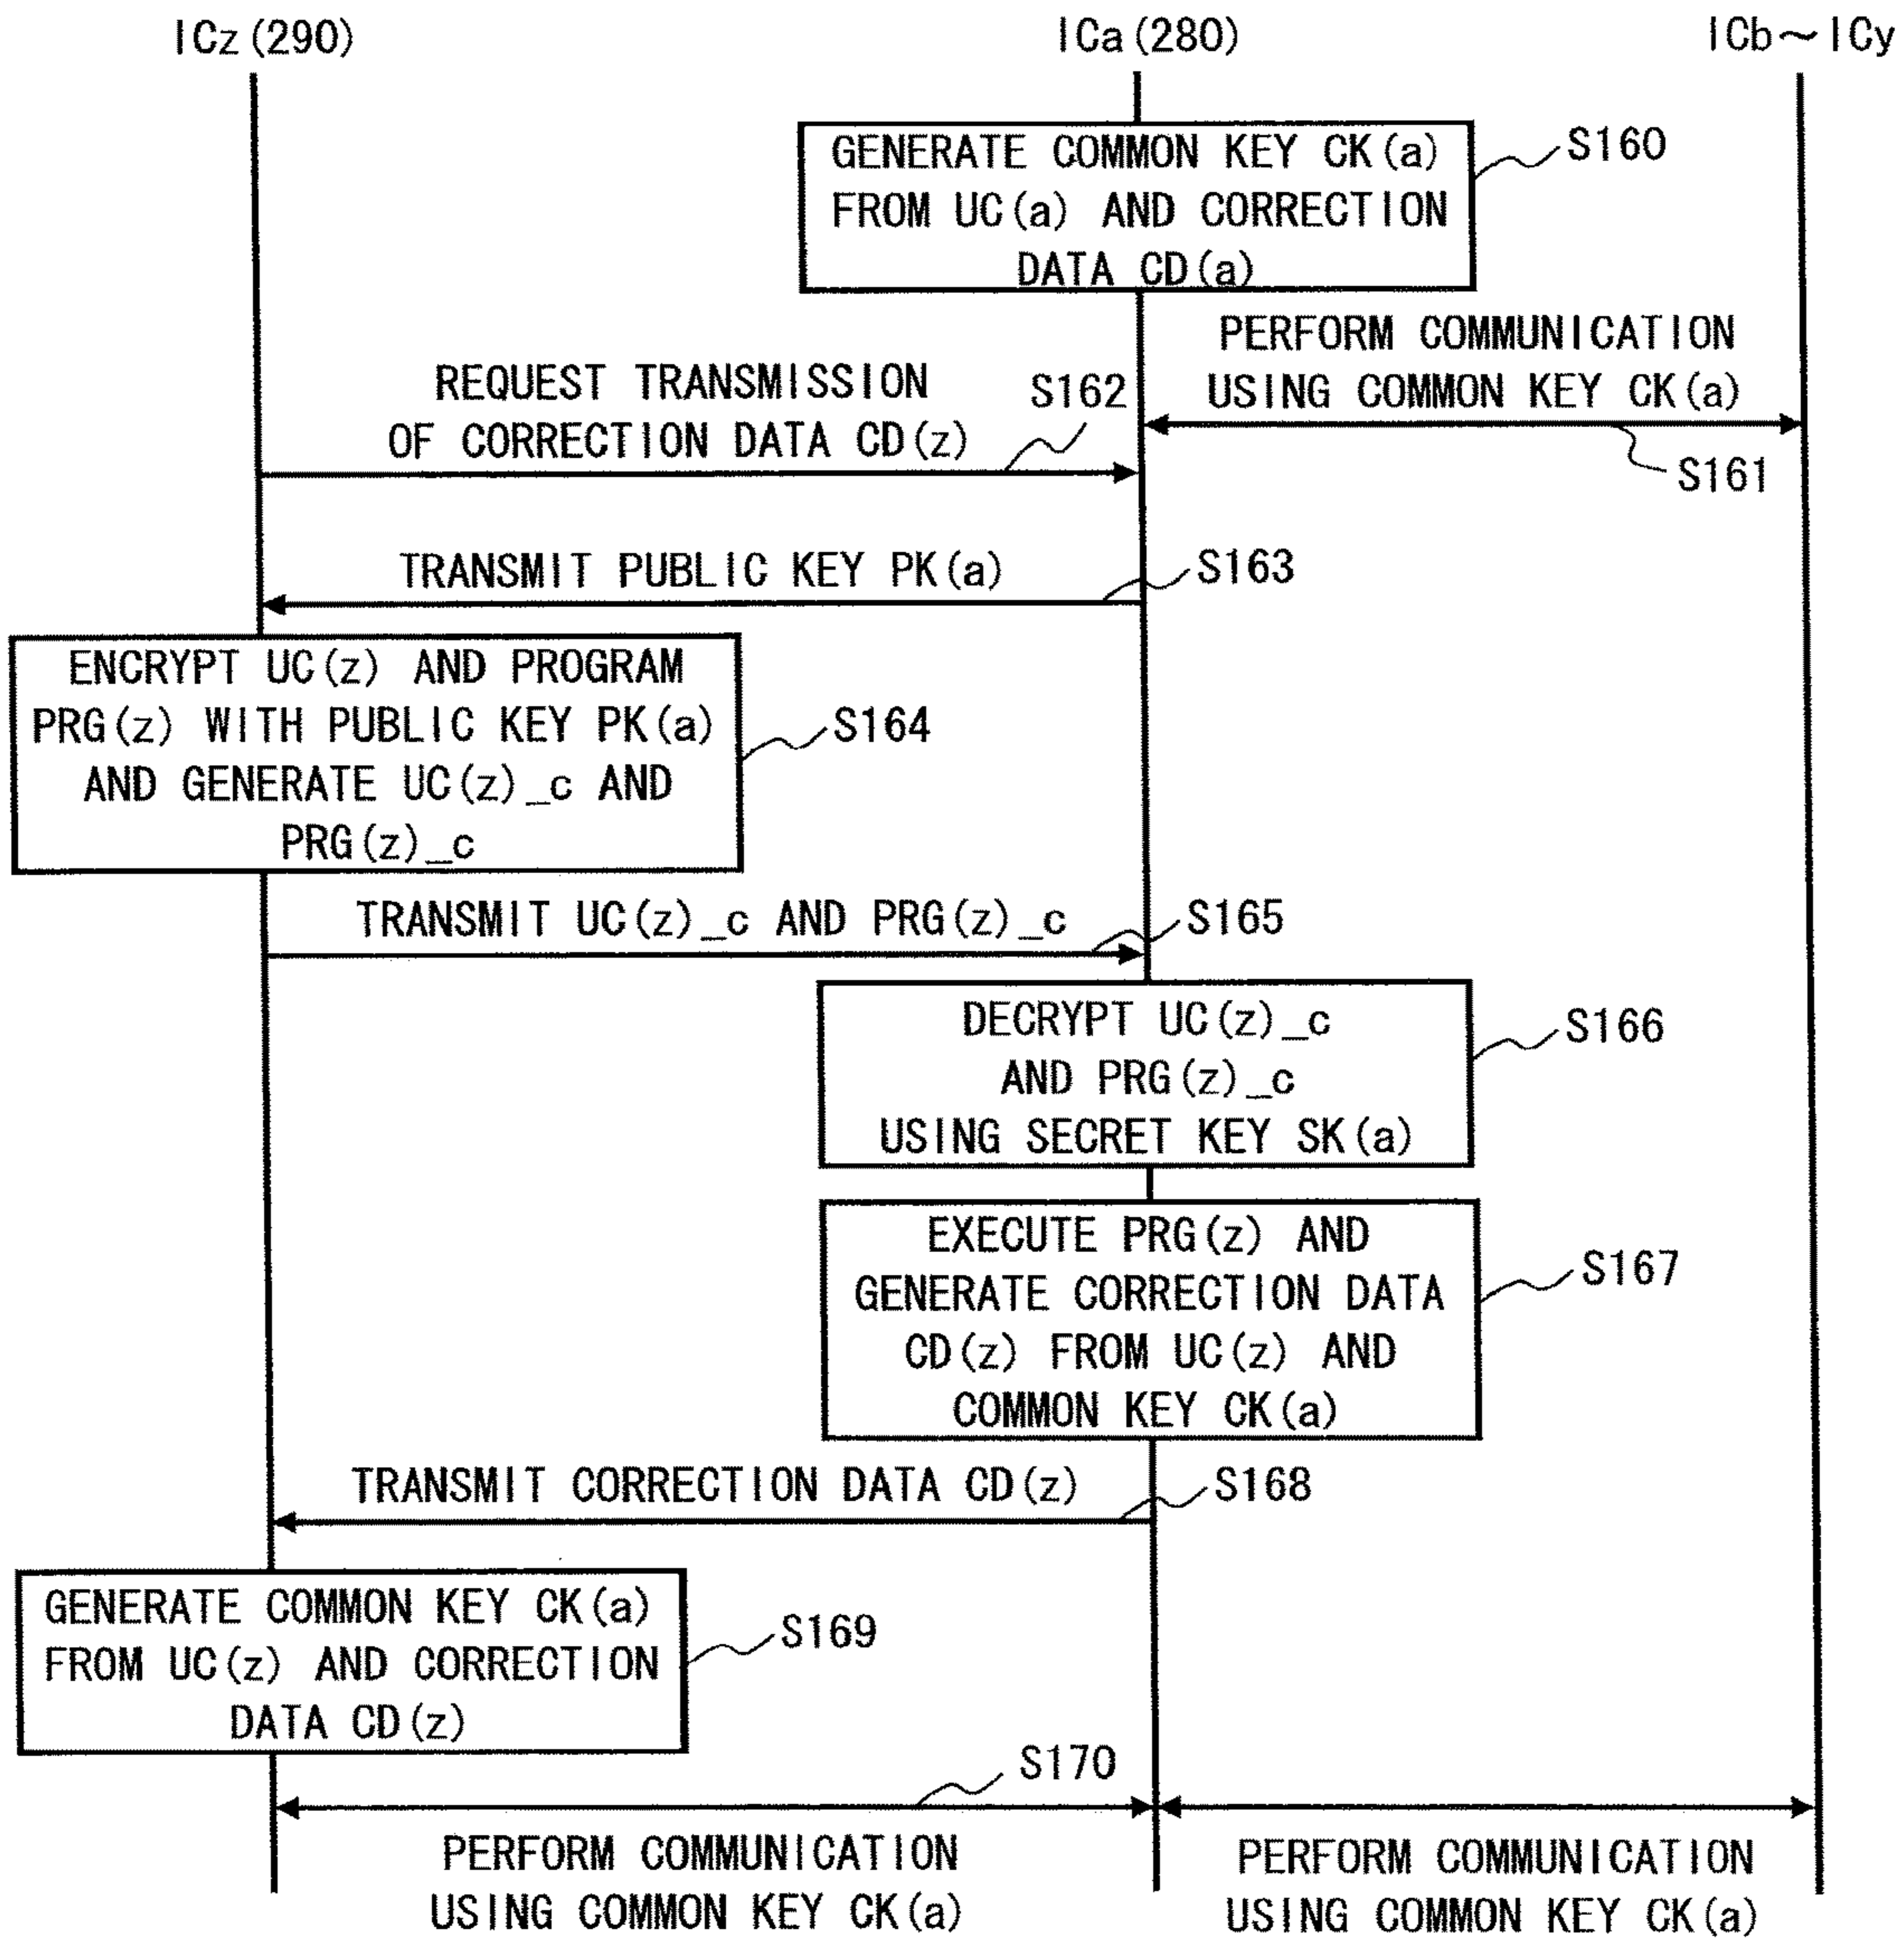 ICz(290)
ICa(280)
ICb~ICy
GENERATE COMMON KEY CK(a)
FROM UC(a) AND CORRECTION
DATA CD(a)
S160
PERFORM COMMUNICATION
USING COMMON KEY CK(a)
S161
REQUEST TRANSMISSION
OF CORRECTION DATA CD(z)
S162
TRANSMIT PUBLIC KEY PK(a)
S163
ENCRYPT UC(z) AND PROGRAM
PRG(z) WITH PUBLIC KEY PK(a)
AND GENERATE UC(z)_c AND
PRG(z)_c
S164
TRANSMIT UC(z)_c AND PRG(z)_c
S165
DECRYPT UC(z)_c
AND PRG(z)_c
USING SECRET KEY SK(a)
S166
EXECUTE PRG(z) AND
GENERATE CORRECTION DATA
CD(z) FROM UC(z) AND
COMMON KEY CK(a)
S167
TRANSMIT CORRECTION DATA CD(z)
S168
GENERATE COMMON KEY CK(a)
FROM UC(z) AND CORRECTION
DATA CD(z)
S169
S170
PERFORM COMMUNICATION
USING COMMON KEY CK(a)
PERFORM COMMUNICATION
USING COMMON KEY CK(a)